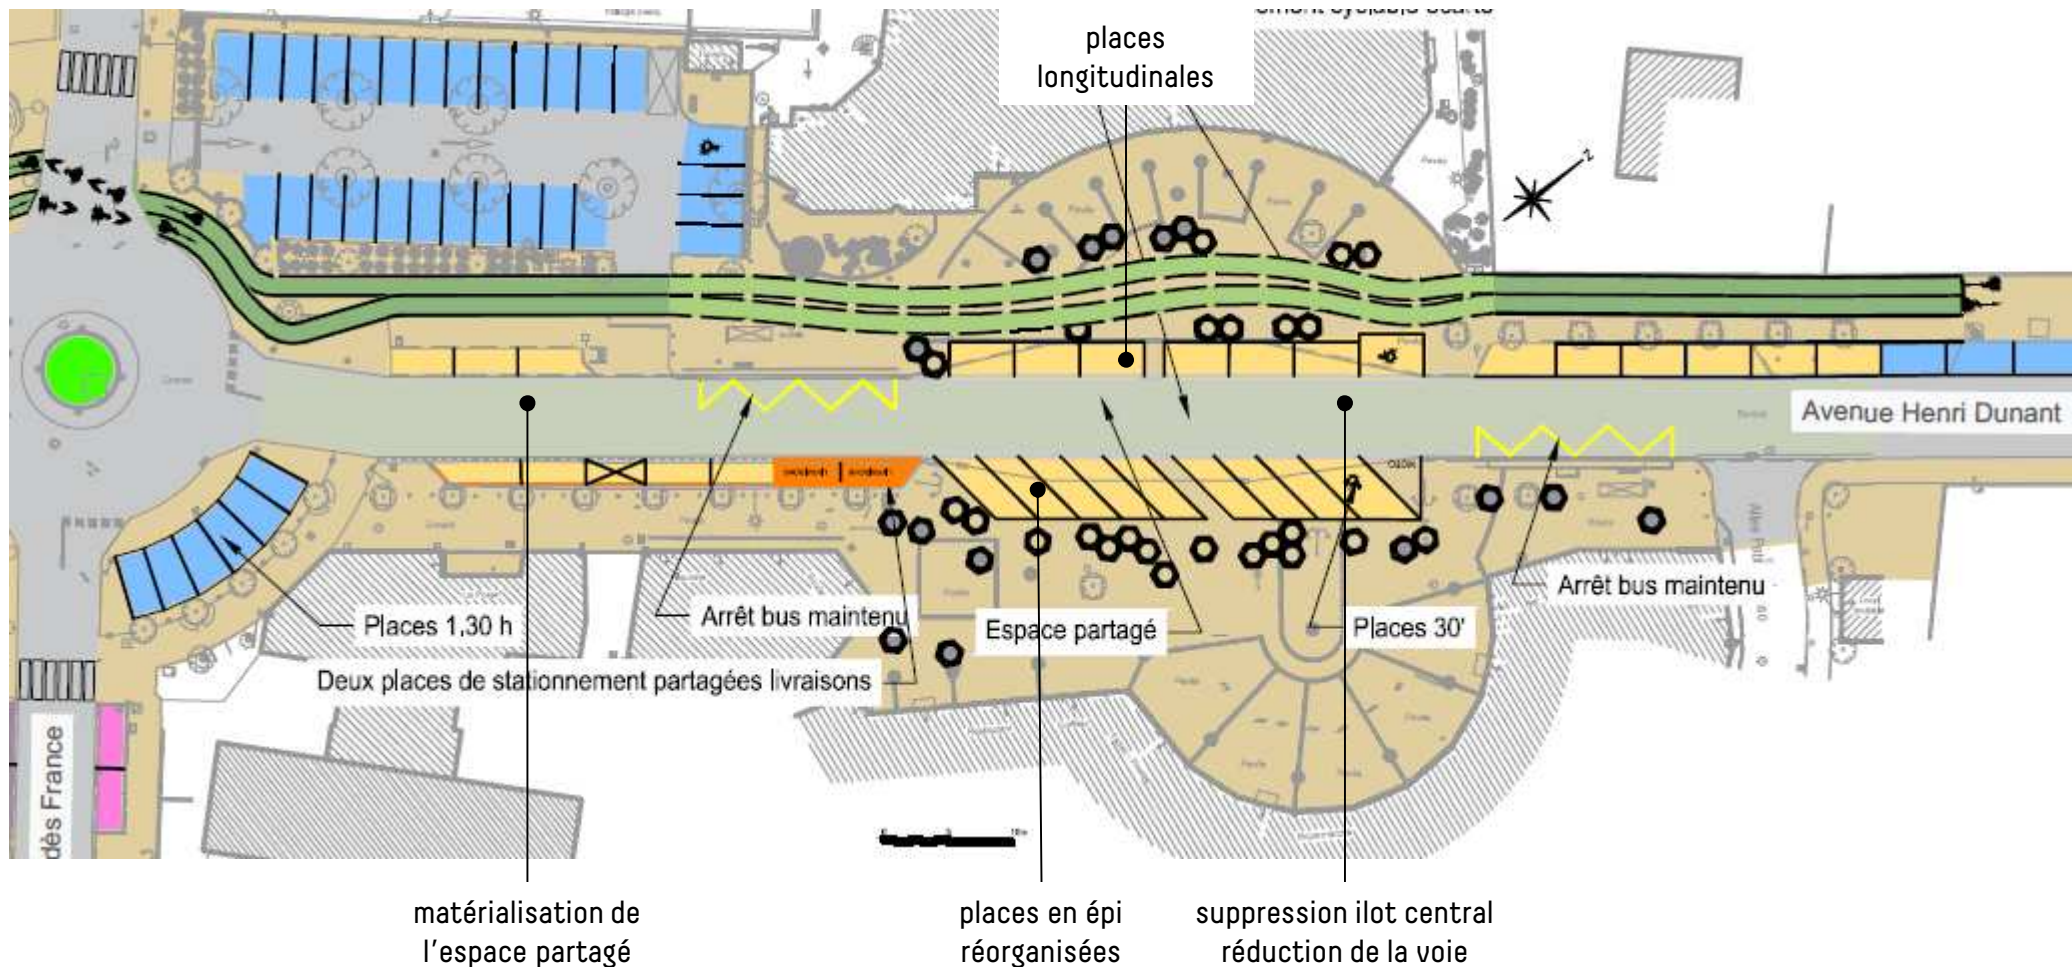 places
longitudinales
Avenue Henri Dunant
Arrêt bus maintenu
Places 1,30 h
Arrêt bus maintenu
Espace partagé
Places 30'
Deux places de stationnement partagées livraisons
dès France
MOTO
matérialisation de
l'espace partagé
places en épi
réorganisées
suppression ilot central
réduction de la voie